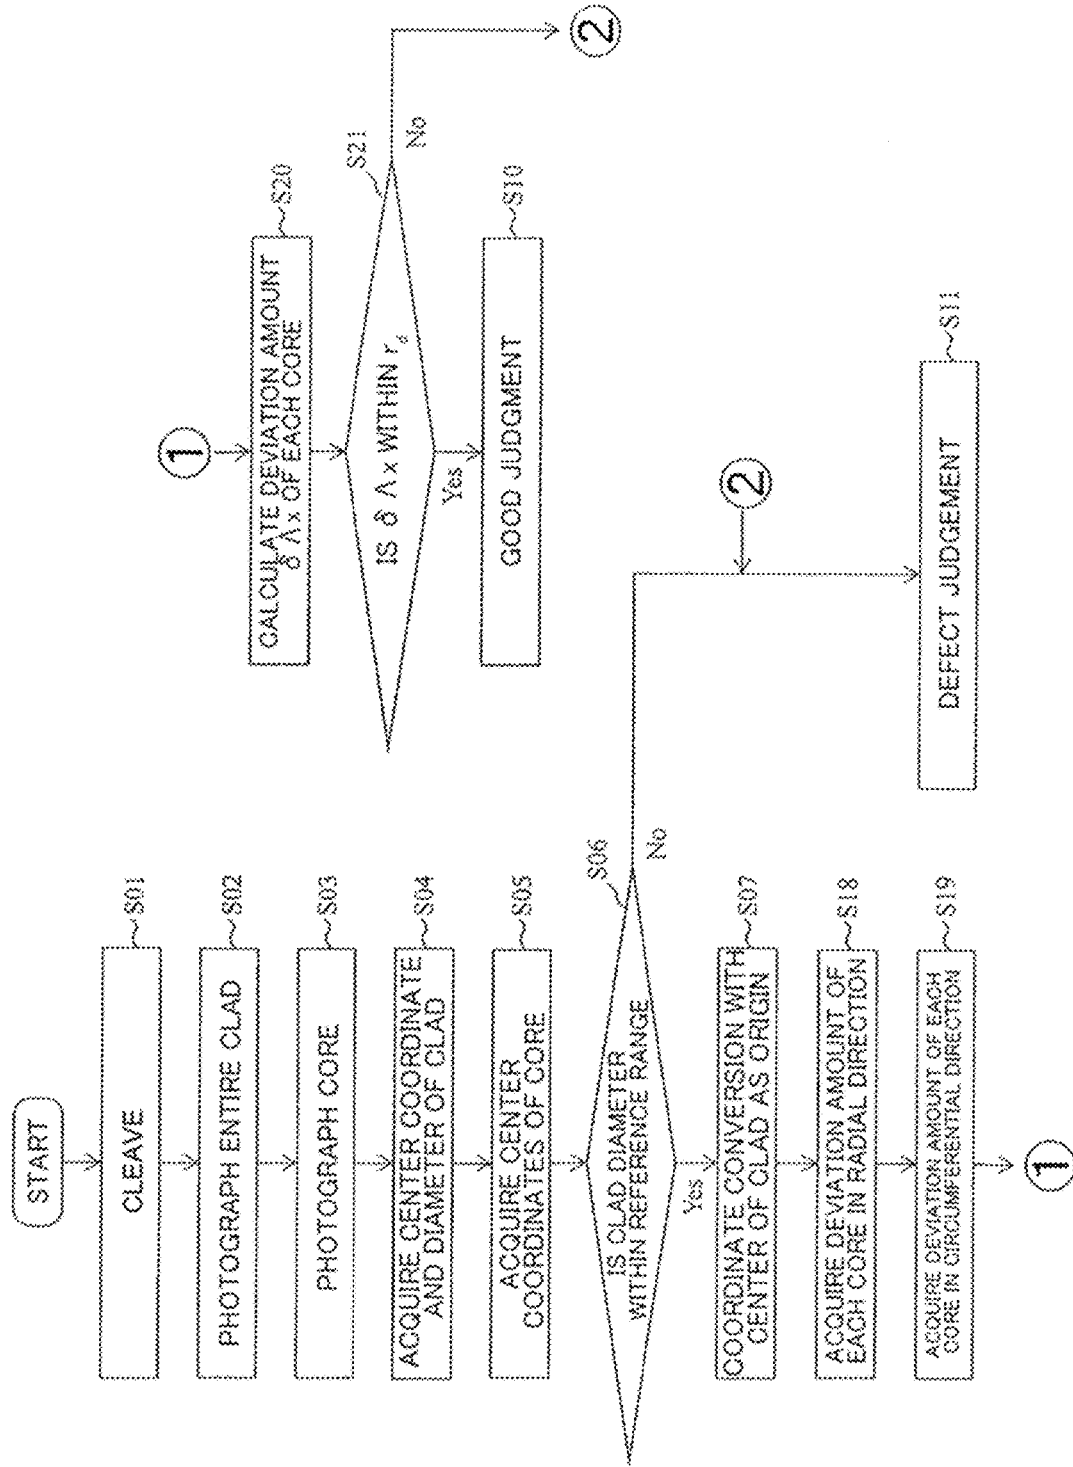 START
CLEAVE
S01
PHOTOGRAPH ENTIRE CLAD
S02
PHOTOGRAPH CORE
S03
ACQUIRE CENTER COORDINATE
AND DIAMETER OF CLAD
S04
ACQUIRE CENTER
COORDINATES OF CORE
S05
IS CLAD DIAMETER
WITHIN REFERENCE RANGE
S06
No
Yes
COORDINATE CONVERSION WITH
CENTER OF CLAD AS ORIGIN
S07
ACQUIRE DEVIATION AMOUNT OF
EACH CORE IN RADIAL DIRECTION
S18
ACQUIRE DEVIATION AMOUNT OF EACH
CORE IN CIRCUMFERENTIAL DIRECTION
S19
①
①
CALCULATE DEVIATION AMOUNT
δ Λx OF EACH CORE
S20
IS δ Λx WITHIN r_d
S21
No
②
Yes
GOOD JUDGMENT
S10
②
DEFECT JUDGEMENT
S11